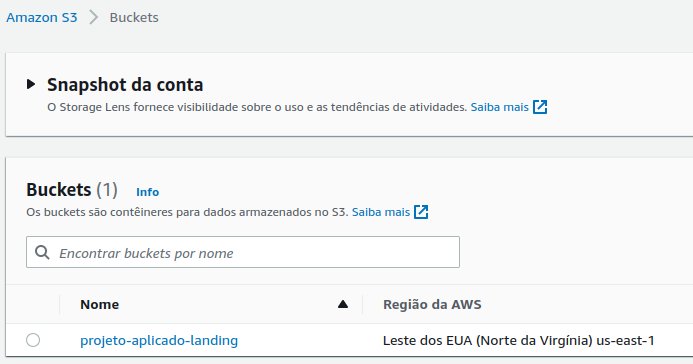 Amazon S3 > Buckets
Snapshot da conta
O Storage Lens fornece visibilidade sobre o uso e as tendências de atividades. Saiba mais
Buckets (1) Info
Os buckets são contêineres para dados armazenados no S3. Saiba mais
Encontrar buckets por nome
Nome Região da AWS
projeto-aplicado-landing Leste dos EUA (Norte da Virgínia) us-east-1